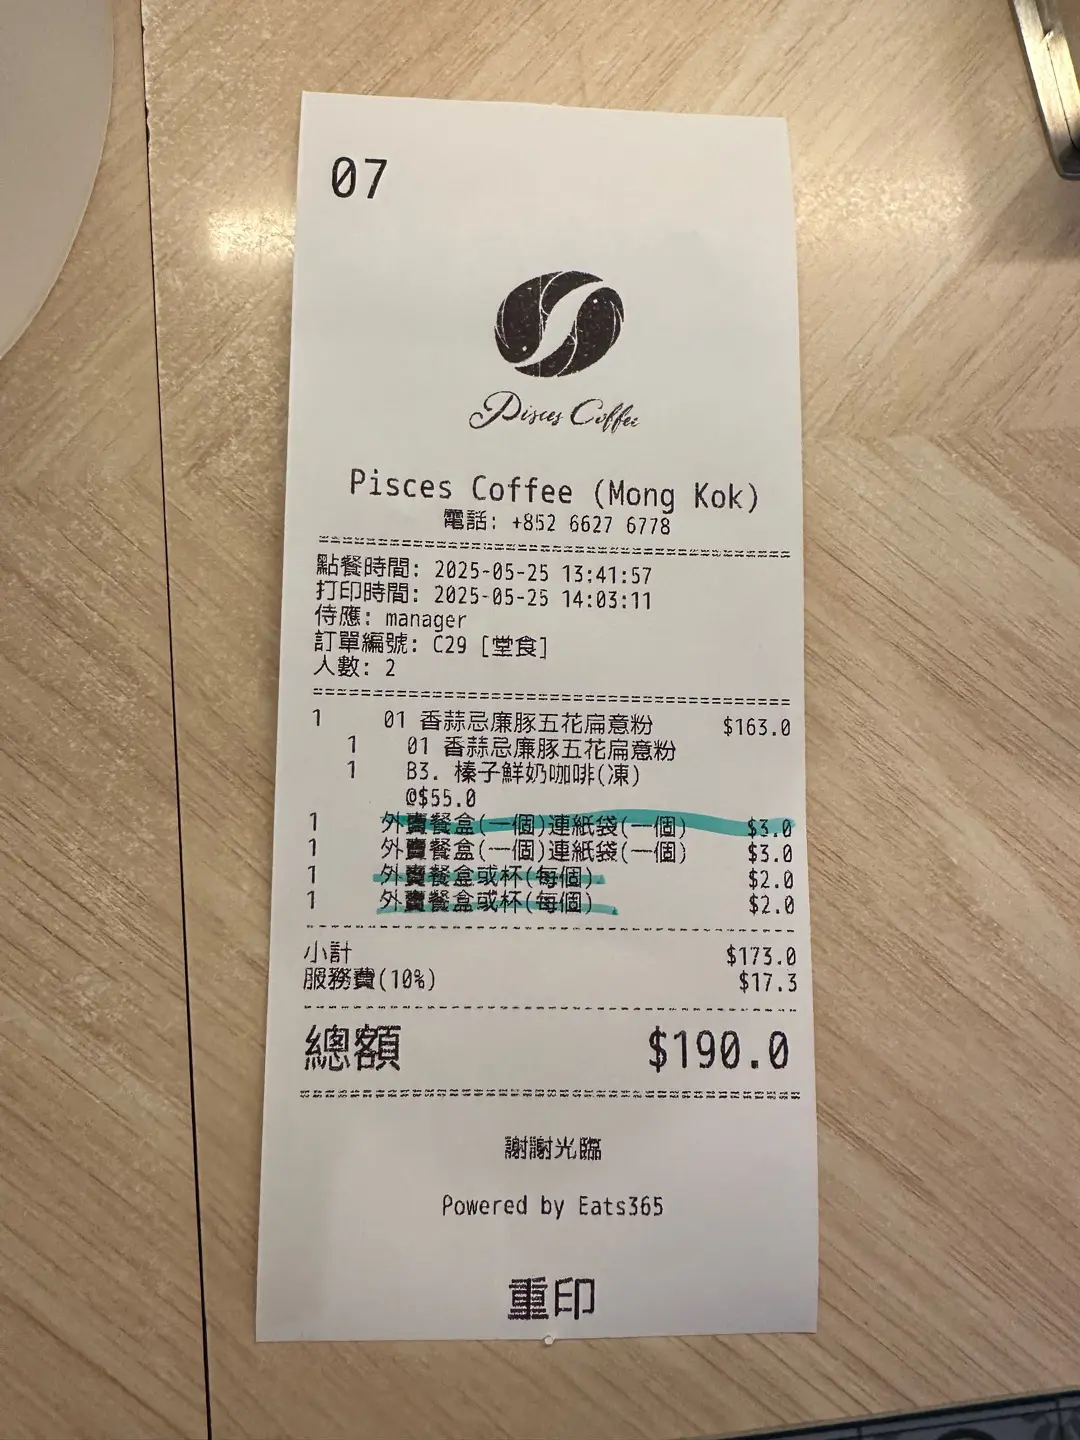 07
Pisces Coffee
Pisces Coffee (Mong Kok)
電話: +852 6627 6778
點餐時間: 2025-05-25 13:41:57
打印時間: 2025-05-25 14:03:11
侍應: manager
訂單編號: C29 [堂食]
人數: 2
1 01 香蒜忌廉豚五花扁意粉 $163.0
1 01 香蒜忌廉豚五花扁意粉
1 B3. 榛子鮮奶咖啡(凍)
@$55.0
1 外賣餐盒(一個)連紙袋(一個) $3.0
1 外賣餐盒(一個)連紙袋(一個) $3.0
1 外賣餐盒或杯(每個) $2.0
1 外賣餐盒或杯(每個) $2.0
小計 $173.0
服務費(10%) $17.3
總額 $190.0
謝謝光臨
Powered by Eats365
重印